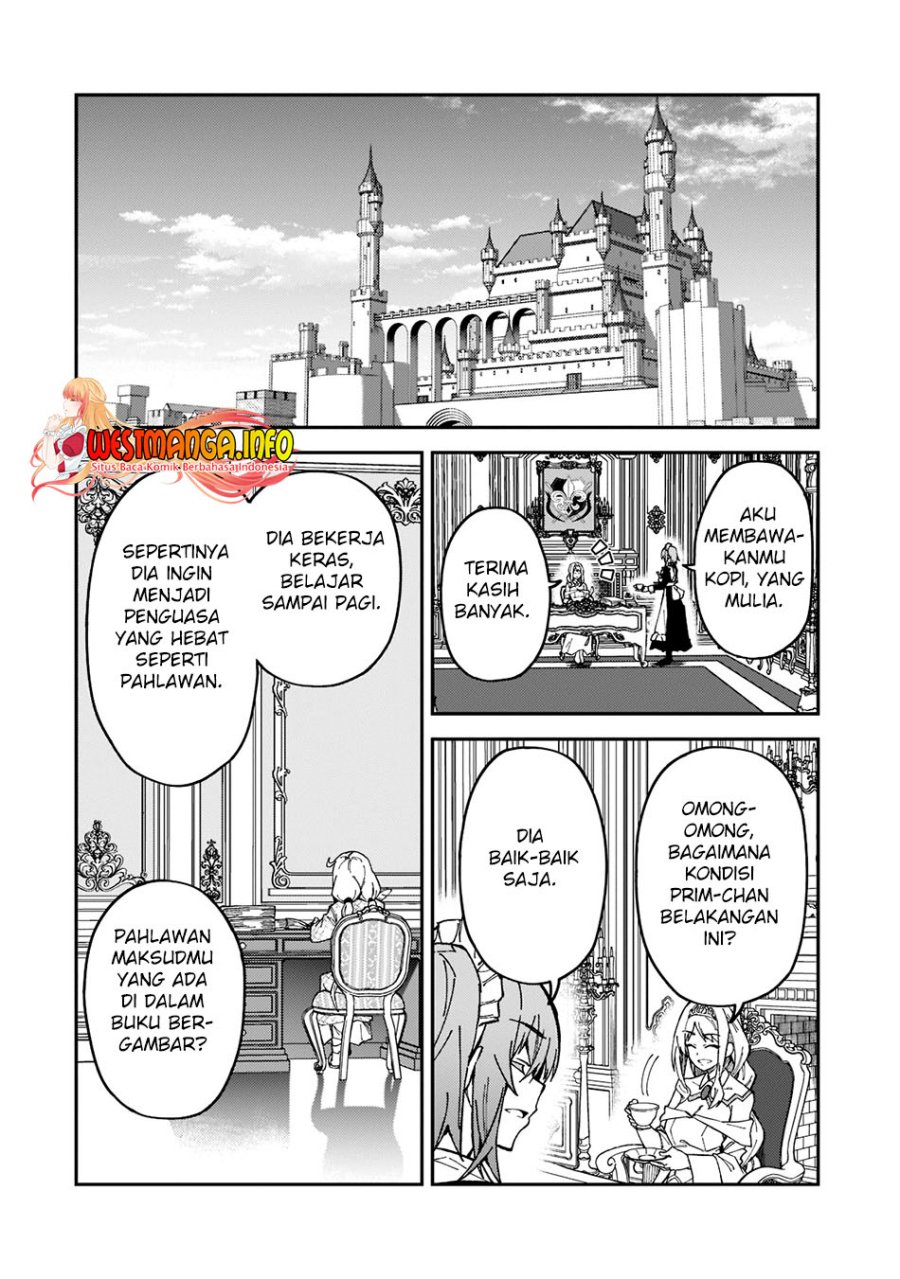 WESTMANGA.INFO
Situs Baca Komik Berbahasa Indonesia
AKU
MEMBAWA-
KANMU
KOPI, YANG
MULIA.
TERIMA
KASIH
BANYAK.
OMONG-
OMONG,
BAGAIMANA
KONDISI
PRIM-CHAN
BELAKANGAN
INI?
DIA
BAIK-BAIK
SAJA.
DIA BEKERJA
KERAS,
BELAJAR
SAMPAI PAGI.
SEPERTINYA
DIA INGIN
MENJADI
PENGUASA
YANG HEBAT
SEPERTI
PAHLAWAN.
PAHLAWAN
MAKSUDMU
YANG ADA
DI DALAM
BUKU BER-
GAMBAR?